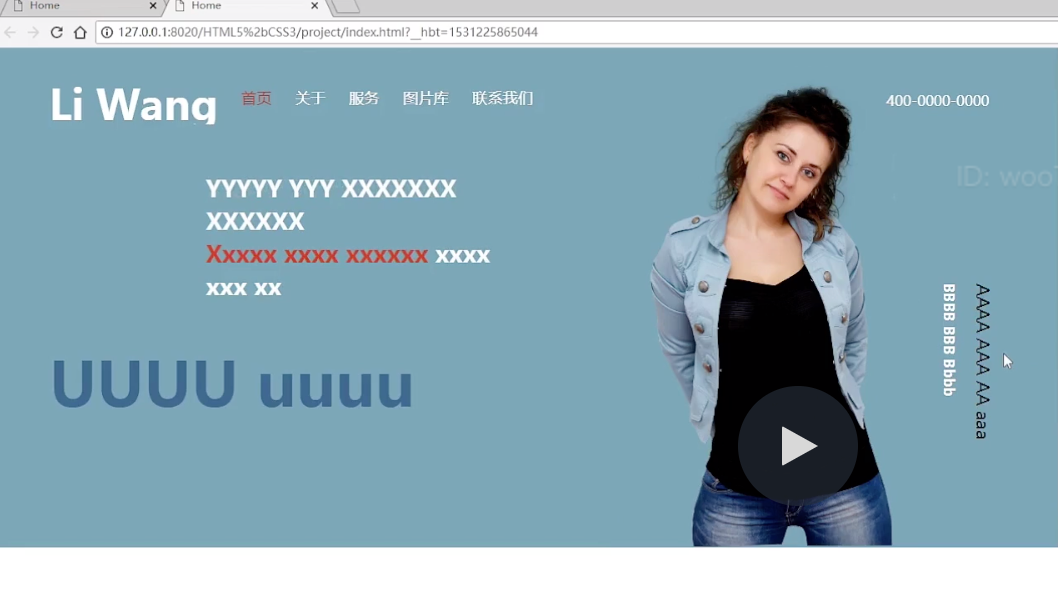 Home
Home
127.0.0.1:8020/HTML5%2bCSS3/project/index.html?__hbt=1531225865044
Li Wang
首页 关于 服务 图片库 联系我们
400-0000-0000
ID: woo
YYYYY YYY XXXXXXX
XXXXXX
Xxxxx xxxx xxxxxx xxxx
xxx xx
UUUU uuuu
AAAA AAA AA aaa
BBBB BBB Bbbb